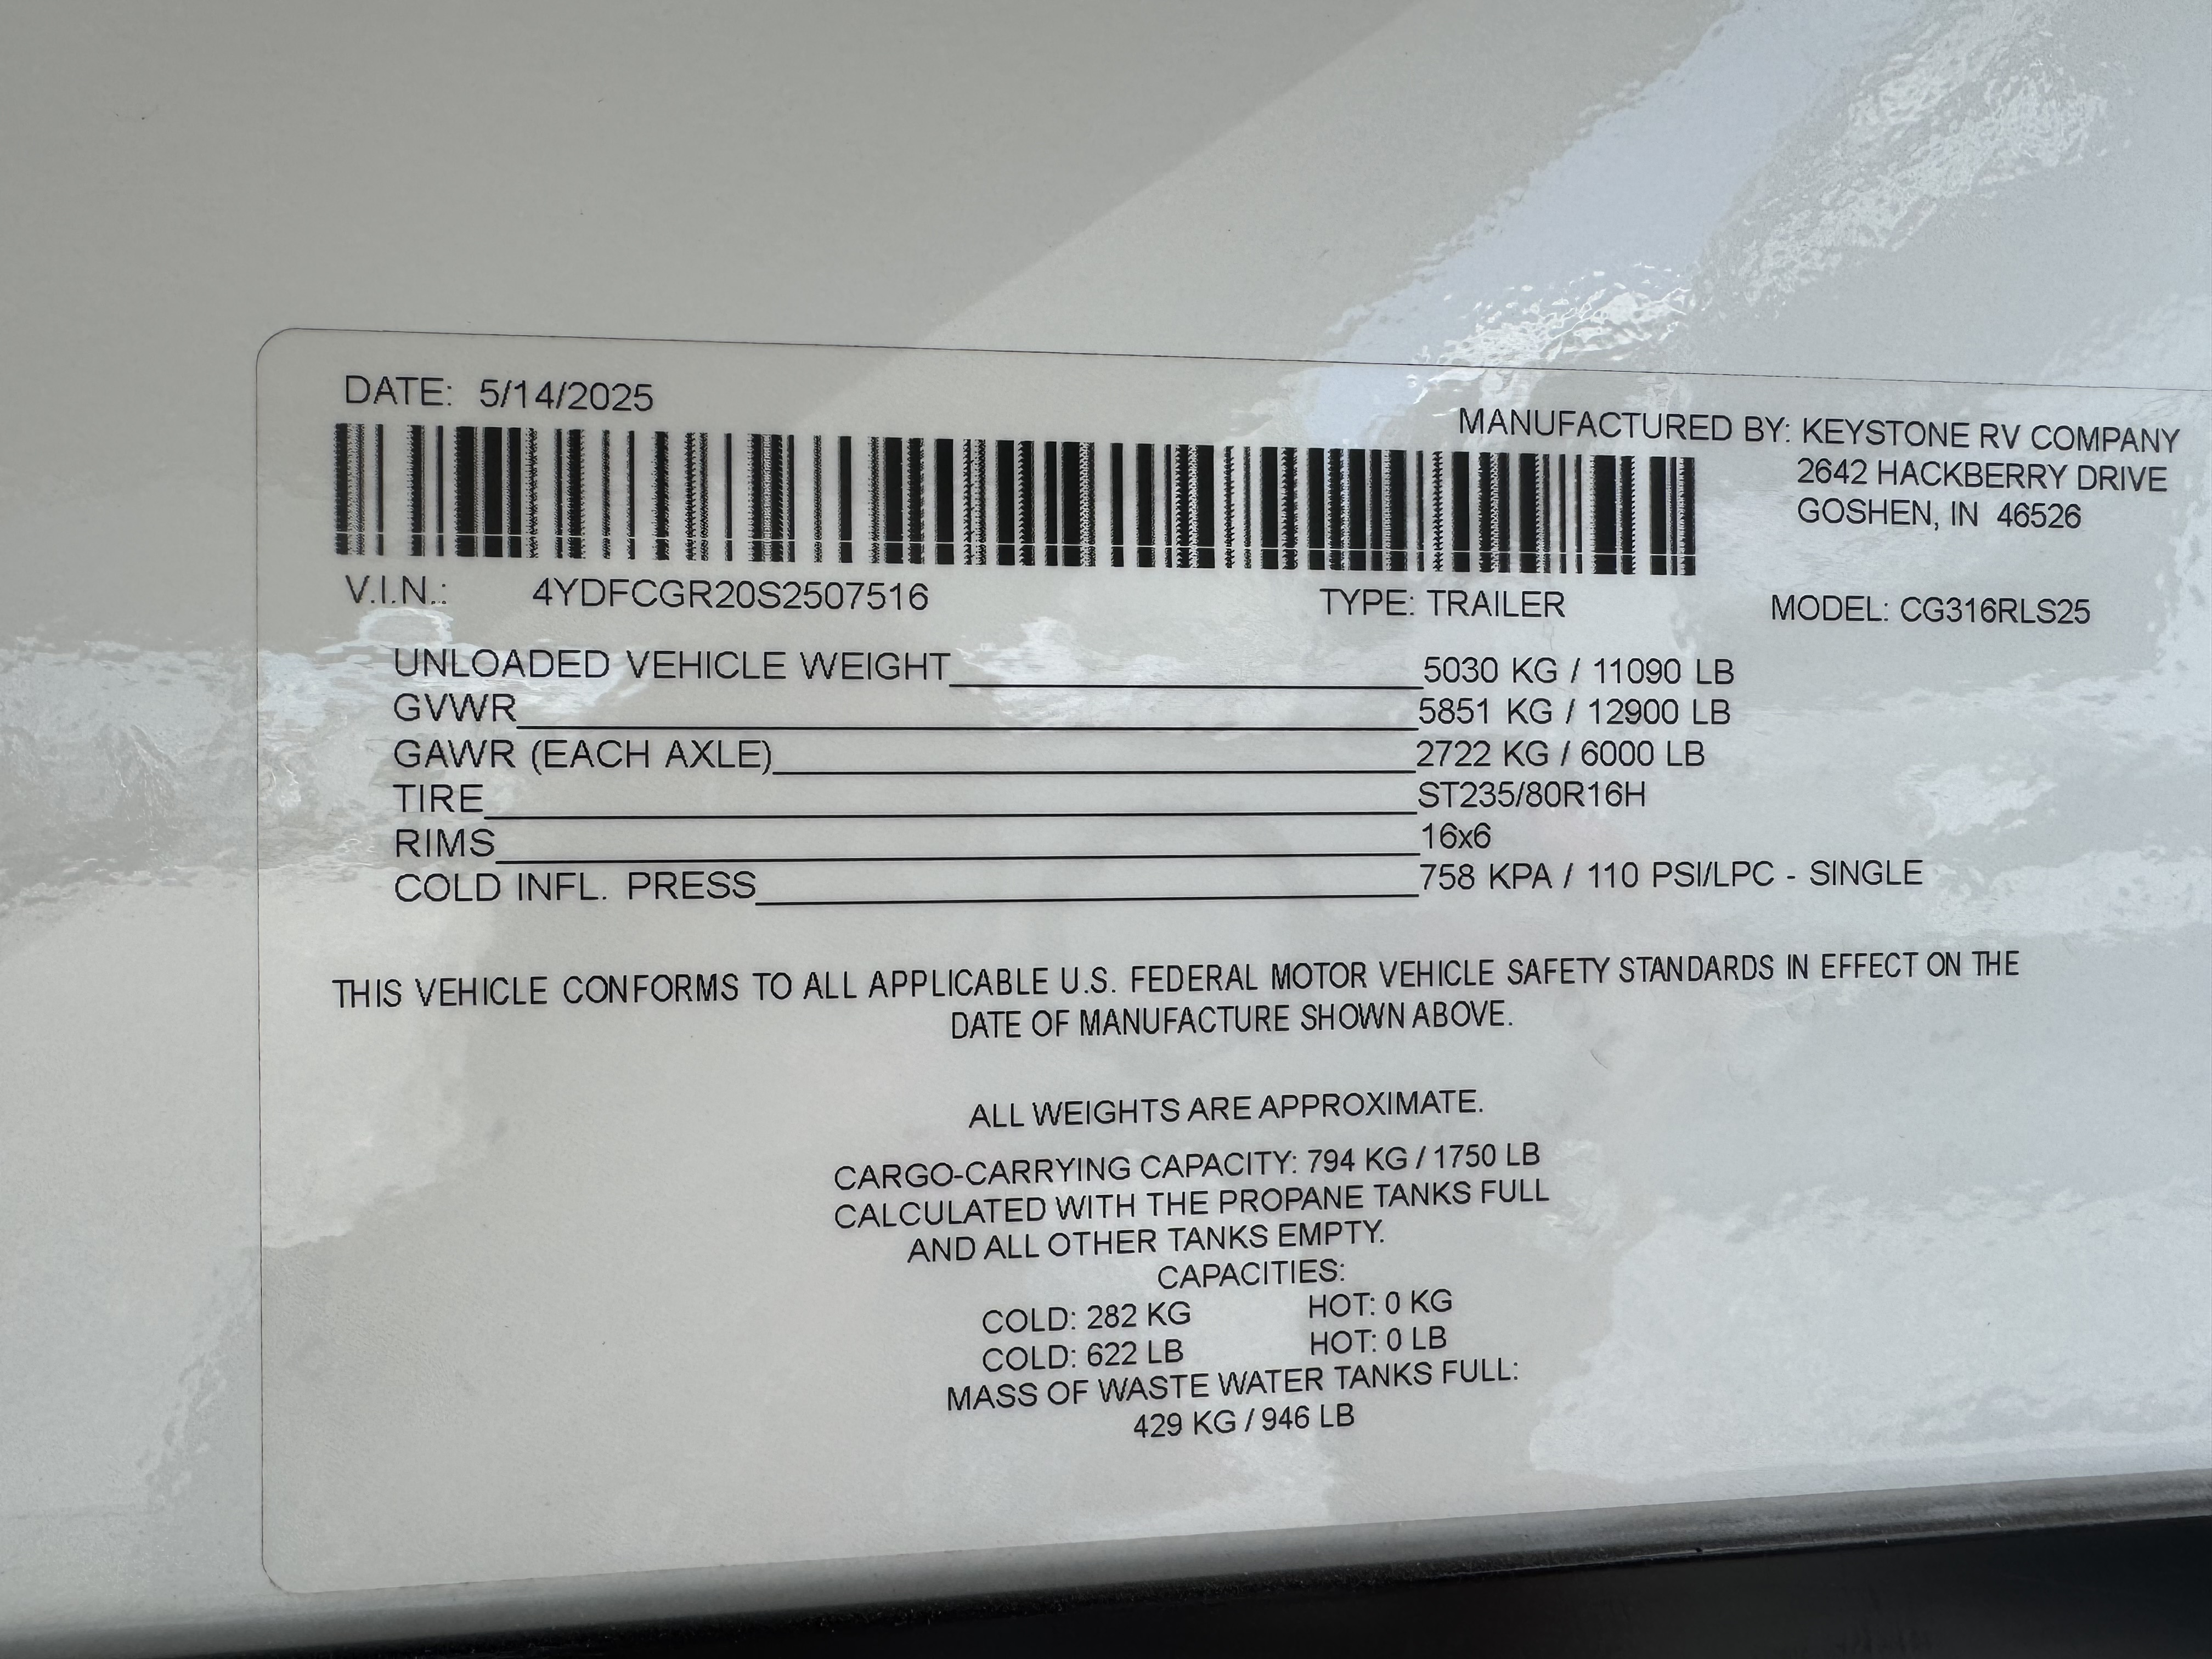 DATE: 5/14/2025
MANUFACTURED BY: KEYSTONE RV COMPANY
2642 HACKBERRY DRIVE
GOSHEN, IN 46526
V.I.N.: 4YDFCGR20S2507516 TYPE: TRAILER MODEL: CG316RLS25
UNLOADED VEHICLE WEIGHT 5030 KG / 11090 LB
GVWR 5851 KG / 12900 LB
GAWR (EACH AXLE) 2722 KG / 6000 LB
TIRE ST235/80R16H
RIMS 16x6
COLD INFL. PRESS 758 KPA / 110 PSI/LPC - SINGLE
THIS VEHICLE CONFORMS TO ALL APPLICABLE U.S. FEDERAL MOTOR VEHICLE SAFETY STANDARDS IN EFFECT ON THE
DATE OF MANUFACTURE SHOWN ABOVE.
ALL WEIGHTS ARE APPROXIMATE.
CARGO-CARRYING CAPACITY: 794 KG / 1750 LB
CALCULATED WITH THE PROPANE TANKS FULL
AND ALL OTHER TANKS EMPTY.
CAPACITIES:
COLD: 282 KG HOT: 0 KG
COLD: 622 LB HOT: 0 LB
MASS OF WASTE WATER TANKS FULL:
429 KG / 946 LB